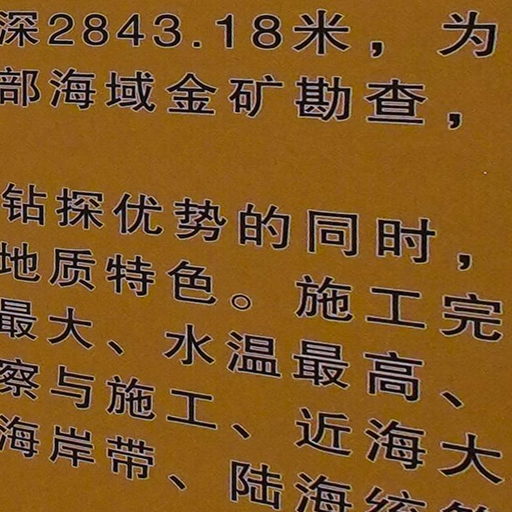 深2843.18米，为
部海域金矿勘查，
钻探优势的同时，
地质特色。施工完
最大、水温最高、
察与施工、近海大
海岸带、陆海统